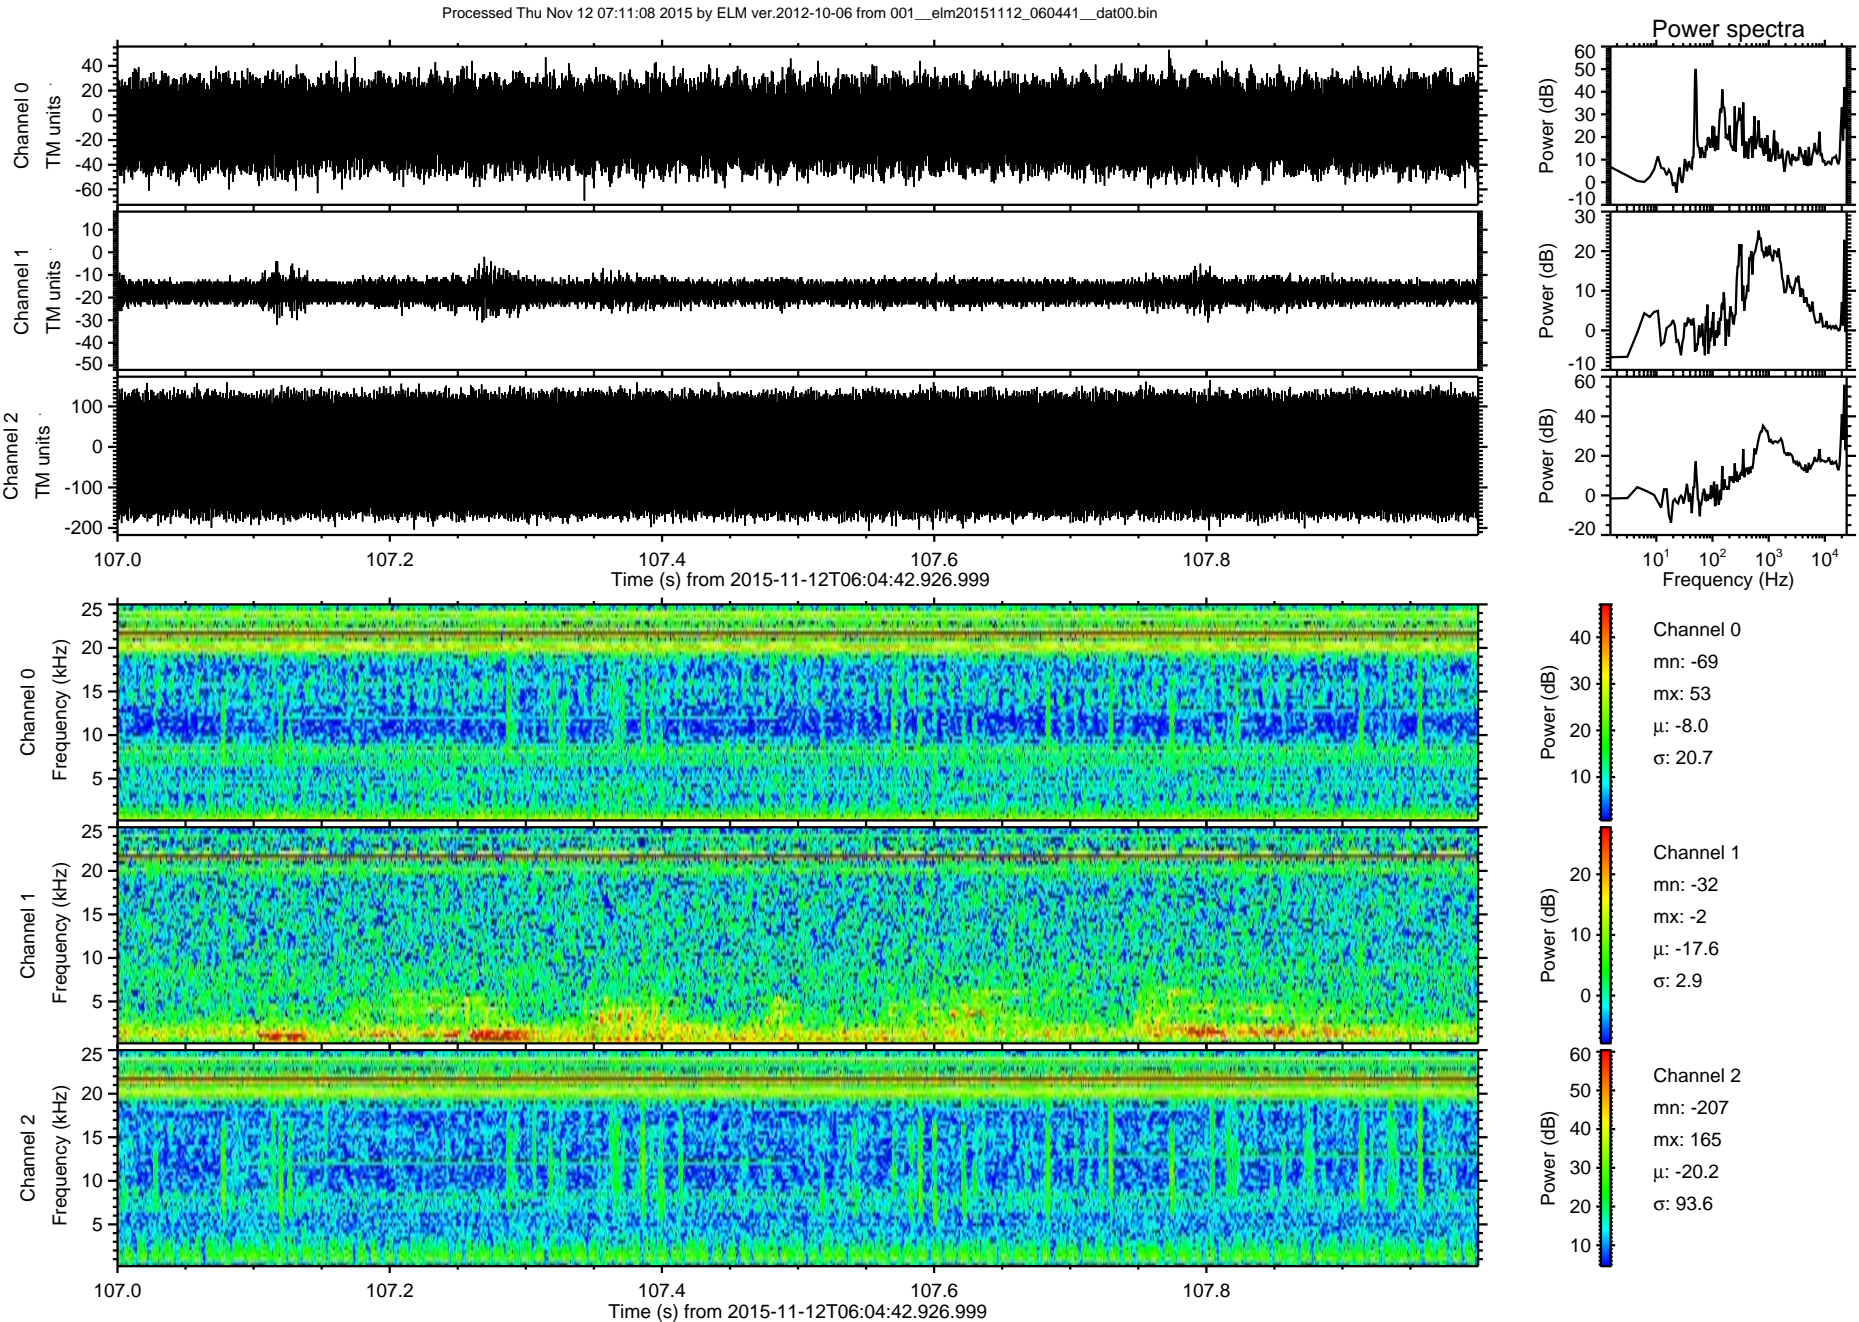 Processed Thu Nov 12 07:11:08 2015 by ELM ver.2012-10-06 from 001__elm20151112_060441__dat00.bin
Power spectra
Channel 0
TM units
40
20
0
-20
-40
-60
Power (dB)
60
50
40
30
20
10
0
-10
Channel 1
TM units
10
0
-10
-20
-30
-40
-50
Power (dB)
30
20
10
0
-10
Channel 2
TM units
100
0
-100
-200
Power (dB)
60
40
20
0
-20
107.0 107.2 107.4 107.6 107.8
Time (s) from 2015-11-12T06:04:42.926.999
10¹ 10² 10³ 10⁴
Frequency (Hz)
Channel 0
Frequency (kHz)
25
20
15
10
5
Power (dB)
40
30
20
10
Channel 0
mn: -69
mx: 53
μ: -8.0
σ: 20.7
Channel 1
Frequency (kHz)
25
20
15
10
5
Power (dB)
20
10
0
Channel 1
mn: -32
mx: -2
μ: -17.6
σ: 2.9
Channel 2
Frequency (kHz)
25
20
15
10
5
Power (dB)
60
50
40
30
20
10
Channel 2
mn: -207
mx: 165
μ: -20.2
σ: 93.6
107.0 107.2 107.4 107.6 107.8
Time (s) from 2015-11-12T06:04:42.926.999